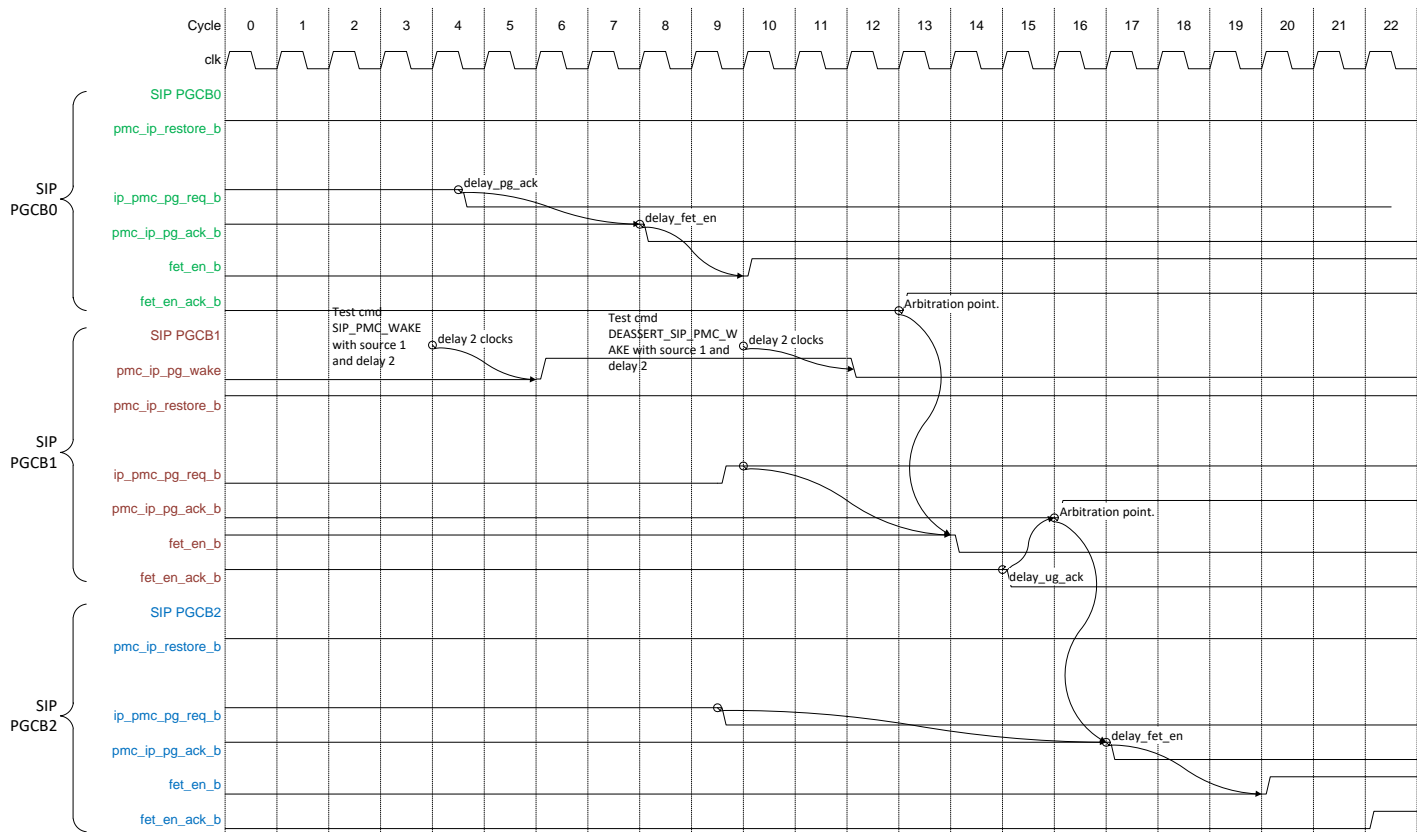 Cycle 0 1 2 3 4 5 6 7 8 9 10 11 12 13 14 15 16 17 18 19 20 21 22
clk
SIP PGCB0
pmc_ip_restore_b
SIP
PGCB0
ip_pmc_pg_req_b
delay_pg_ack
pmc_ip_pg_ack_b
delay_fet_en
fet_en_b
fet_en_ack_b
Arbitration point.
SIP PGCB1
Test cmd
SIP_PMC_WAKE
with source 1
and delay 2
delay 2 clocks
Test cmd
DEASSERT_SIP_PMC_W
AKE with source 1 and
delay 2
delay 2 clocks
pmc_ip_pg_wake
pmc_ip_restore_b
SIP
PGCB1
ip_pmc_pg_req_b
pmc_ip_pg_ack_b
Arbitration point.
fet_en_b
fet_en_ack_b
delay_ug_ack
SIP PGCB2
pmc_ip_restore_b
SIP
PGCB2
ip_pmc_pg_req_b
pmc_ip_pg_ack_b
delay_fet_en
fet_en_b
fet_en_ack_b